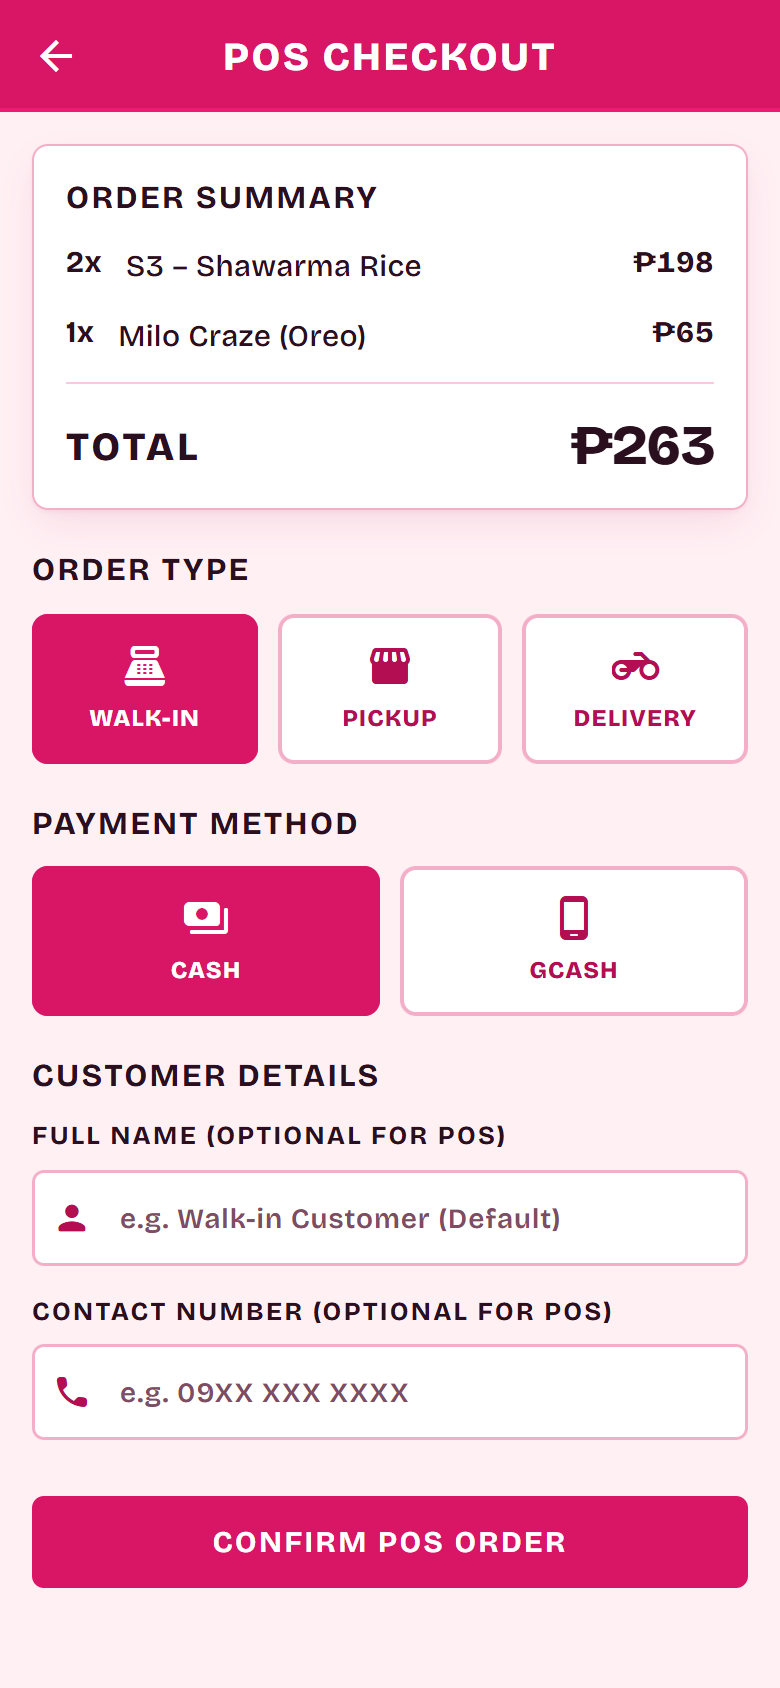 POS CHECKOUT
ORDER SUMMARY
2x S3 – Shawarma Rice ₱198
1x Milo Craze (Oreo) ₱65
TOTAL ₱263
ORDER TYPE
WALK-IN PICKUP DELIVERY
PAYMENT METHOD
CASH GCASH
CUSTOMER DETAILS
FULL NAME (OPTIONAL FOR POS)
e.g. Walk-in Customer (Default)
CONTACT NUMBER (OPTIONAL FOR POS)
e.g. 09XX XXX XXXX
CONFIRM POS ORDER